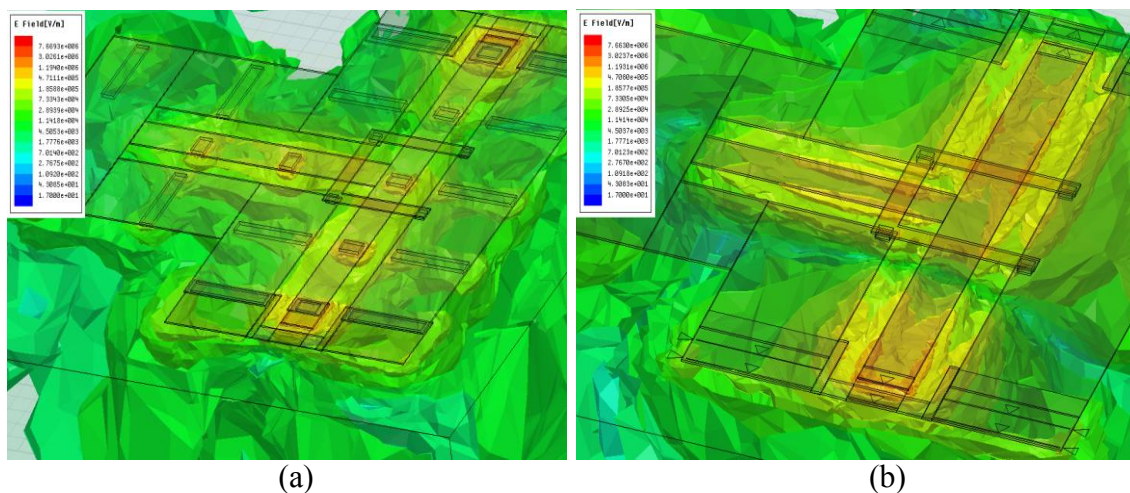 E Field[V/m]
7.6693e+006
3.0261e+006
1.1940e+006
4.7111e+005
1.8588e+005
7.3343e+004
2.8939e+004
1.1418e+004
4.5053e+003
1.7776e+003
7.0140e+002
2.7675e+002
1.0920e+002
4.3085e+001
1.7000e+001
E Field[V/m]
7.6630e+006
3.0237e+006
1.1931e+006
4.7080e+005
1.8577e+005
7.3305e+004
2.8925e+004
1.1414e+004
4.5037e+003
1.7771e+003
7.0123e+002
2.7670e+002
1.0918e+002
4.3083e+001
1.7000e+001
(a)
(b)